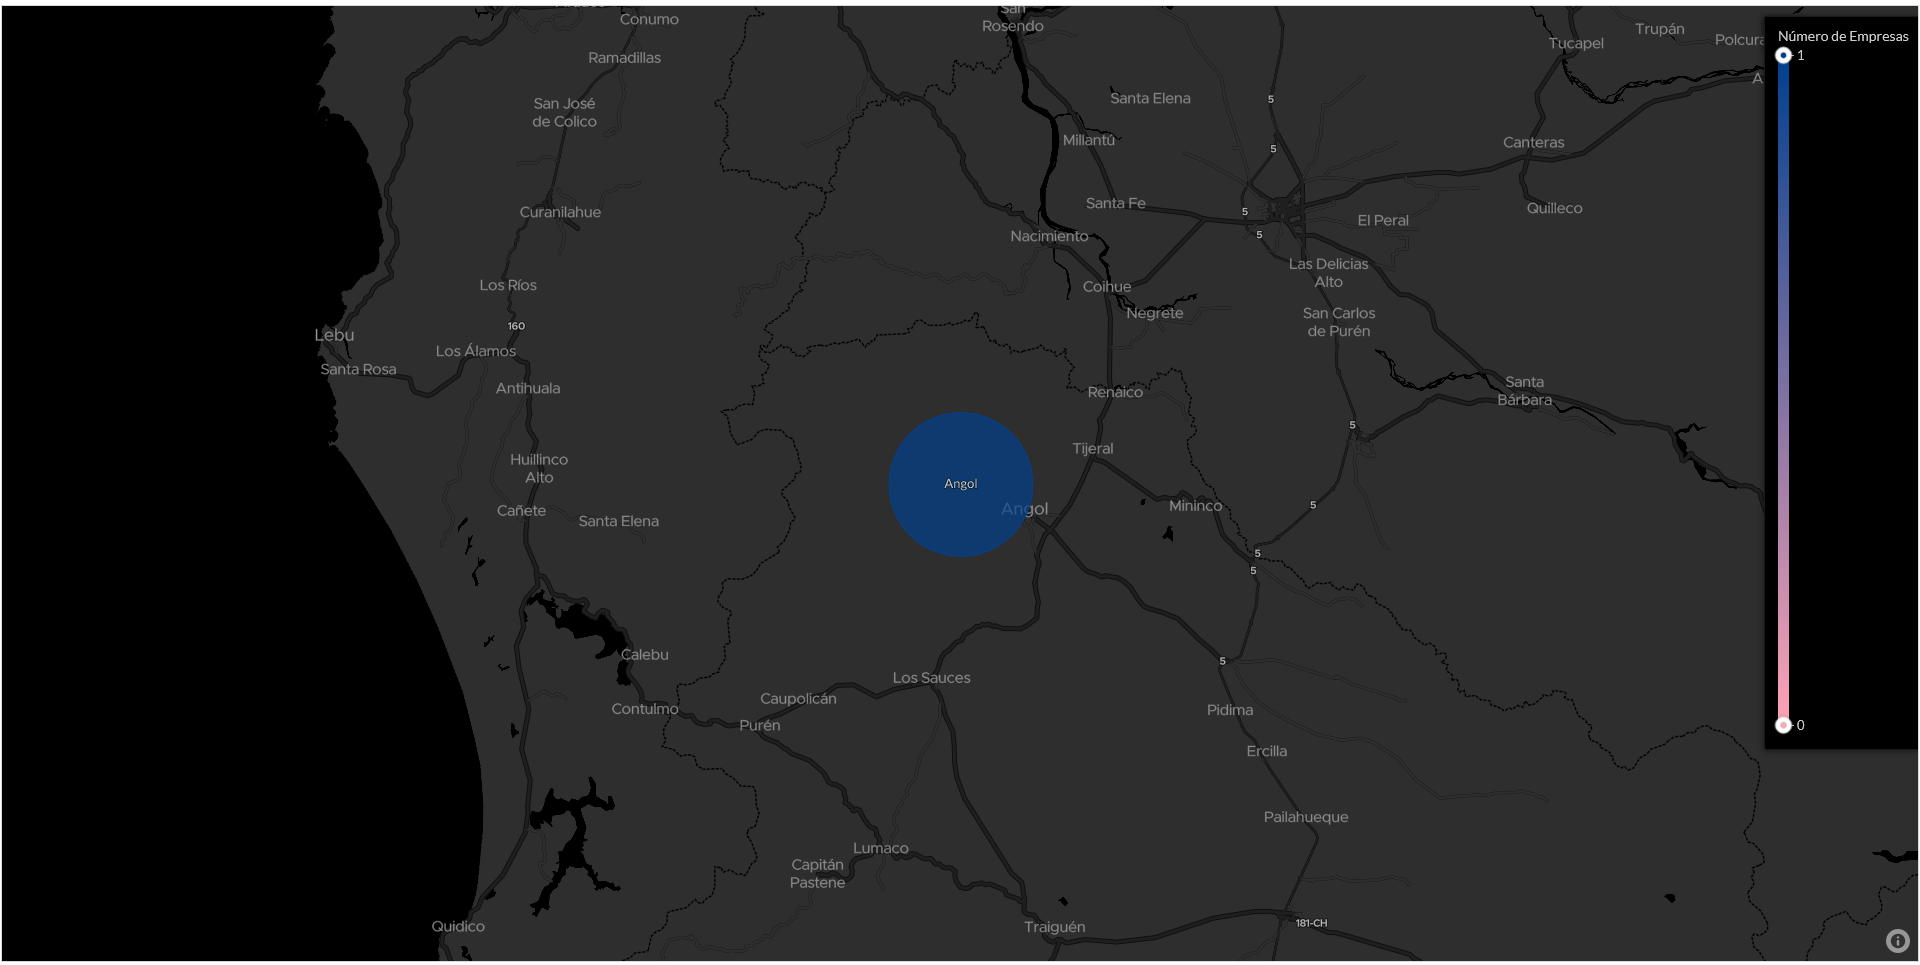 Conumo
San
Rosendo
Trupán
Número de Empresas
Tucapel
Polcura
1
Ramadillas
A
Santa Elena
5
San José
de Colico
Millantú
Canteras
5
Santa Fe
Quilleco
Curanilahue
5
El Peral
Nacimiento
5
Las Delicias
Alto
Los Ríos
Coihue
Negrete
San Carlos
de Purén
160
Lebu
Los Álamos
Santa Rosa
Antihuala
Renaico
Santa
Bárbara
5
Tijeral
Huillinco
Alto
Angol
Cañete
Santa Elena
Angol
Mininco
5
5
5
Calebu
5
Los Sauces
Caupolicán
Contulmo
Purén
Pidima
0
Ercilla
Pailahueque
Lumaco
Capitán
Pastene
Quidico
Traiguén
181-CH